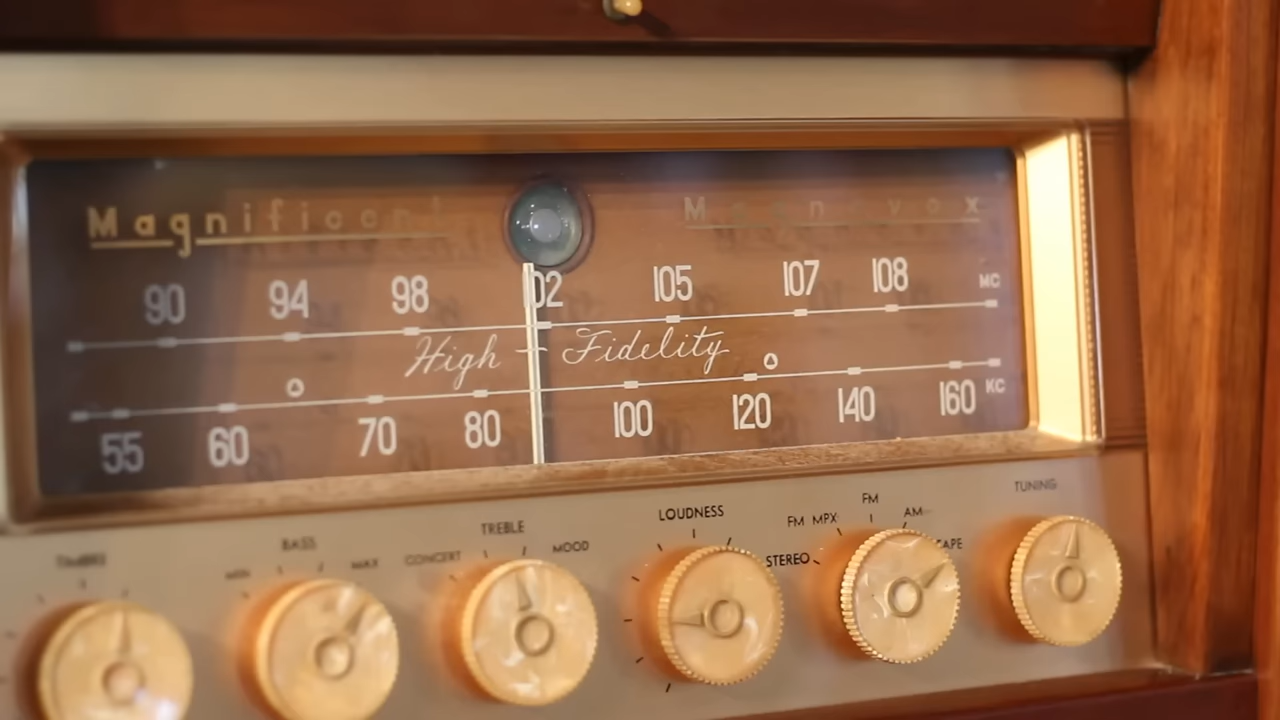 Magnificent Magnavox
90 94 98 102 105 107 108 MC
High - Fidelity
55 60 70 80 100 120 140 160 KC
TUNING
FM
LOUDNESS FM MPX AM
TREBLE
BASS CONCERT MOOD STEREO TAPE
MIN MAX